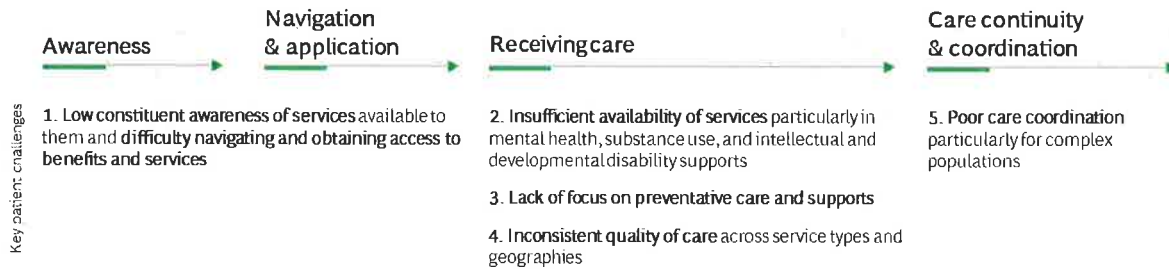 Awareness
Navigation
& application
Receiving care
Care continuity
& coordination
Key patient challenges
1. Low constituent awareness of services available to
them and difficulty navigating and obtaining access to
benefits and services
2. Insufficient availability of services particularly in
mental health, substance use, and intellectual and
developmental disability supports
3. Lack of focus on preventative care and supports
4. Inconsistent quality of care across service types and
geographies
5. Poor care coordination
particularly for complex
populations